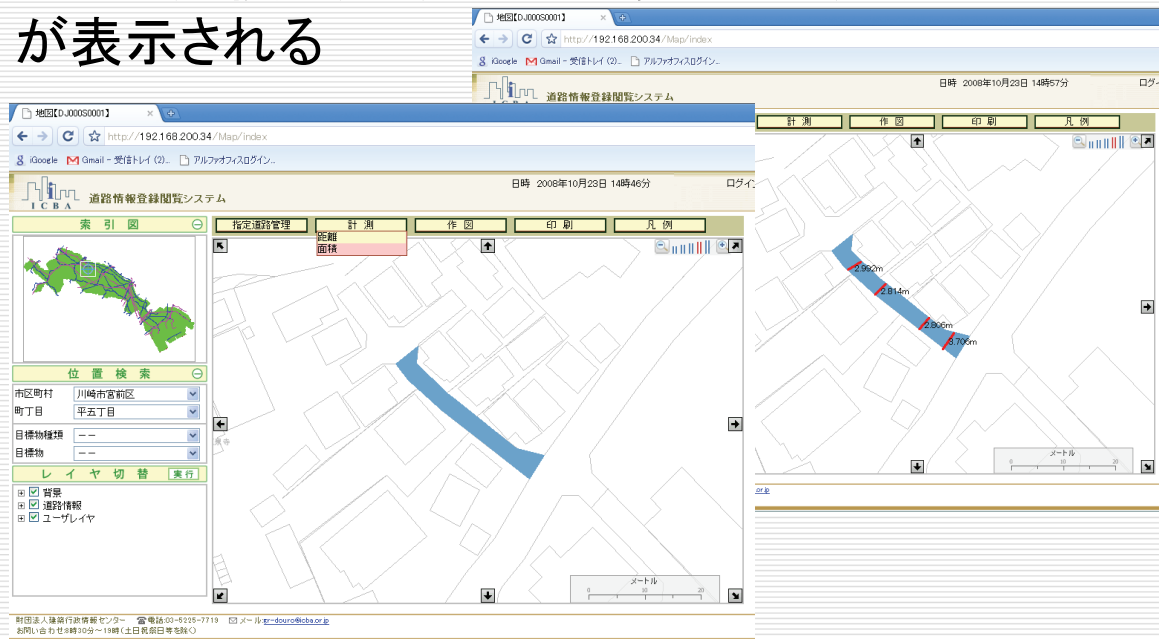 が表示される
地図【DJ000S0001】
http://192.168.200.34/Map/index
iGoogle Gmail - 受信トレイ (2)... アルファオフィスログイン...
日時 2008年10月23日 14時57分 ログイ
ICBA 道路情報登録閲覧システム
計 測 作 図 印 刷 凡 例
2.992m
2.814m
2.806m
3.706m
メートル
0 10 20
or.jp
地図【DJ000S0001】
http://192.168.200.34/Map/index
iGoogle Gmail - 受信トレイ (2)... アルファオフィスログイン...
日時 2008年10月23日 14時46分 ログイ
ICBA 道路情報登録閲覧システム
索 引 図
指定道路管理 計 測 作 図 印 刷 凡 例
距離
面積
位 置 検 索
市区町村 川崎市宮前区
町丁目 平五丁目
目標物種類 −−
目標物 −−
レ イ ヤ 切 替 実行
背景
道路情報
ユーザレイヤ
メートル
0 10 20
財団法人建築行政情報センター ☎電話:03-5225-7719 メール:pr-douro@icba.or.jp
お問い合わせ:8時30分〜19時(土日祝祭日等を除く)